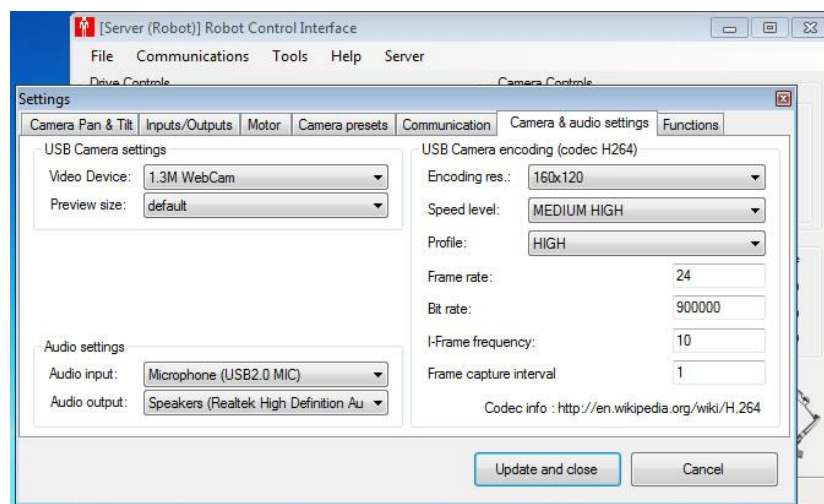 [Server (Robot)] Robot Control Interface
File Communications Tools Help Server
Drive Controls Camera Controls
Settings
Camera Pan & Tilt Inputs/Outputs Motor Camera presets Communication Camera & audio settings Functions
USB Camera settings
Video Device: 1.3M WebCam
Preview size: default
Audio settings
Audio input: Microphone (USB2.0 MIC)
Audio output: Speakers (Realtek High Definition Au
USB Camera encoding (codec H264)
Encoding res.: 160x120
Speed level: MEDIUM HIGH
Profile: HIGH
Frame rate: 24
Bit rate: 900000
I-Frame frequency: 10
Frame capture interval 1
Codec info : http://en.wikipedia.org/wiki/H.264
Update and close Cancel